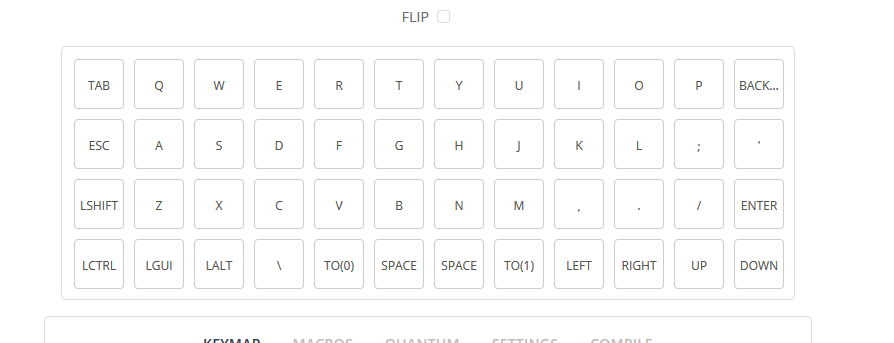 FLIP
TAB Q W E R T Y U I O P BACK...
ESC A S D F G H J K L ; '
LSHIFT Z X C V B N M , . / ENTER
LCTRL LGUI LALT \ TO(0) SPACE SPACE TO(1) LEFT RIGHT UP DOWN
KEYMAP MACROS QUANTUM SETTINGS COMPILE